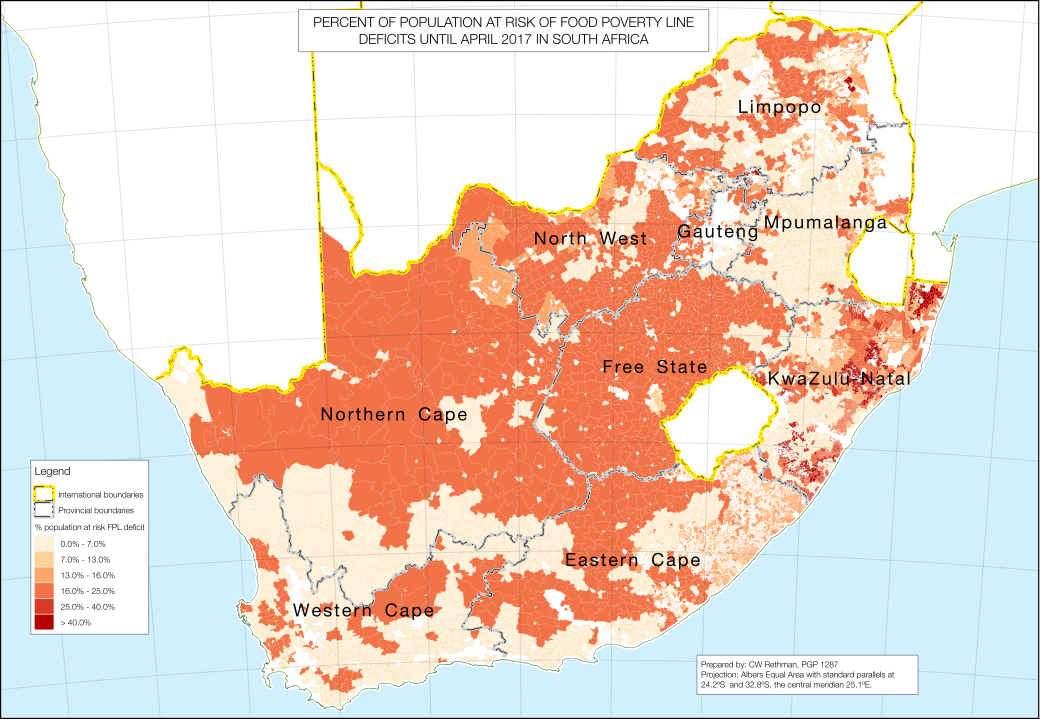 PERCENT OF POPULATION AT RISK OF FOOD POVERTY LINE
DEFICITS UNTIL APRIL 2017 IN SOUTH AFRICA
Limpopo
North West
Gauteng
Mpumalanga
Free State
KwaZulu-Natal
Northern Cape
Eastern Cape
Western Cape
Legend
International boundaries
Provincial boundaries
% population at risk FPL deficit
0.0% - 7.0%
7.0% - 13.0%
13.0% - 16.0%
16.0% - 25.0%
25.0% - 40.0%
> 40.0%
Prepared by: CW Rethman, PGP 1287
Projection: Albers Equal Area with standard parallels at
24.2ºS and 32.8ºS, the central meridian 25.1ºE.